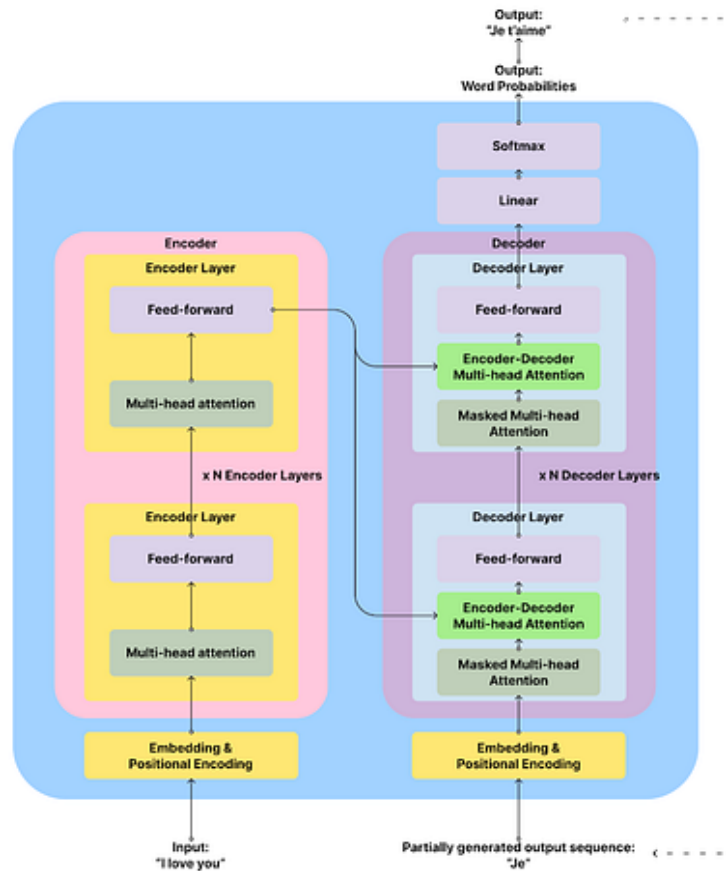 Output:
"Je t'aime"
Output:
Word Probabilities
Softmax
Linear
Encoder
Encoder Layer
Feed-forward
Multi-head attention
x N Encoder Layers
Encoder Layer
Feed-forward
Multi-head attention
Embedding &
Positional Encoding
Input:
"I love you"
Decoder
Decoder Layer
Feed-forward
Encoder-Decoder
Multi-head Attention
Masked Multi-head
Attention
x N Decoder Layers
Decoder Layer
Feed-forward
Encoder-Decoder
Multi-head Attention
Masked Multi-head
Attention
Embedding &
Positional Encoding
Partially generated output sequence:
"Je"